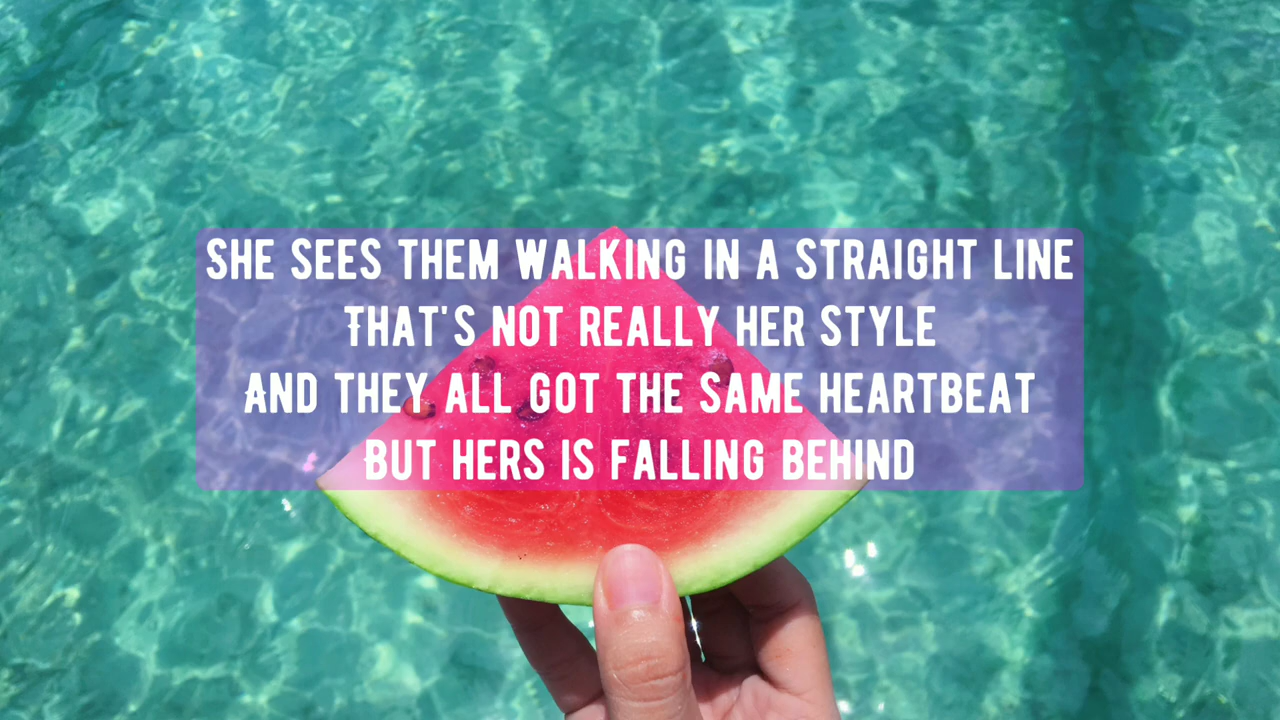 She sees them walking in a straight line
That's not really her style
And they all got the same heartbeat
But hers is falling behind